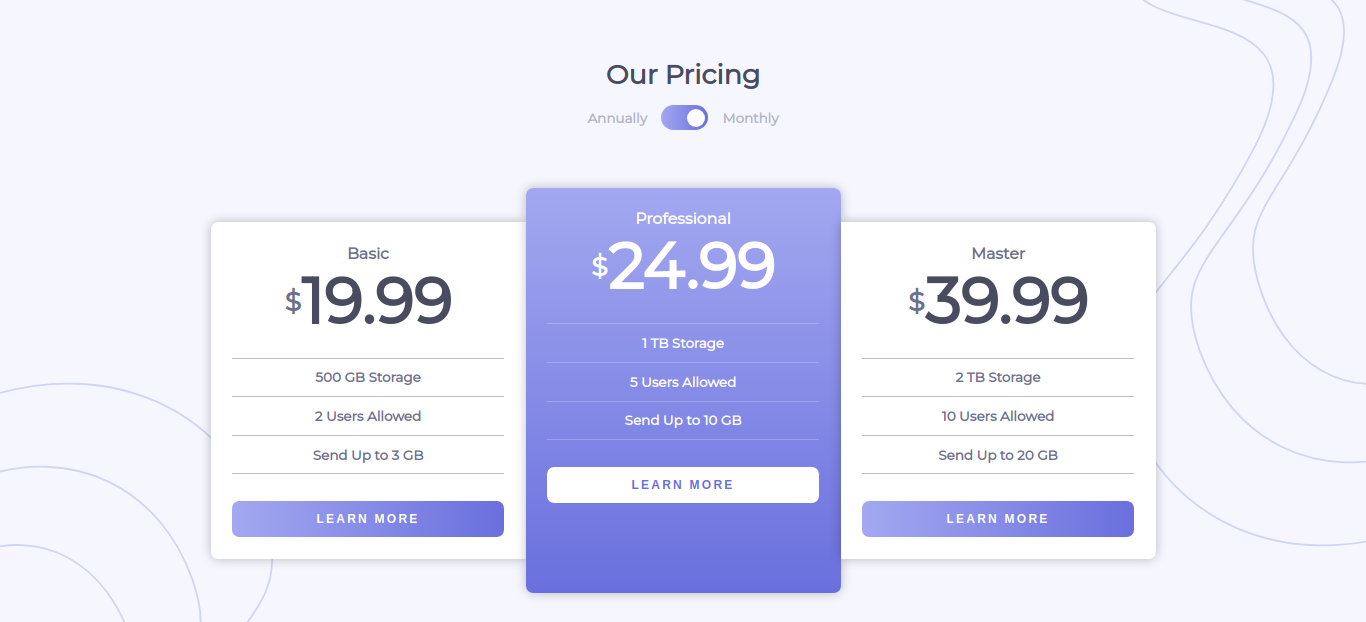 Our Pricing
Annually Monthly
Basic
$19.99
500 GB Storage
2 Users Allowed
Send Up to 3 GB
LEARN MORE
Professional
$24.99
1 TB Storage
5 Users Allowed
Send Up to 10 GB
LEARN MORE
Master
$39.99
2 TB Storage
10 Users Allowed
Send Up to 20 GB
LEARN MORE